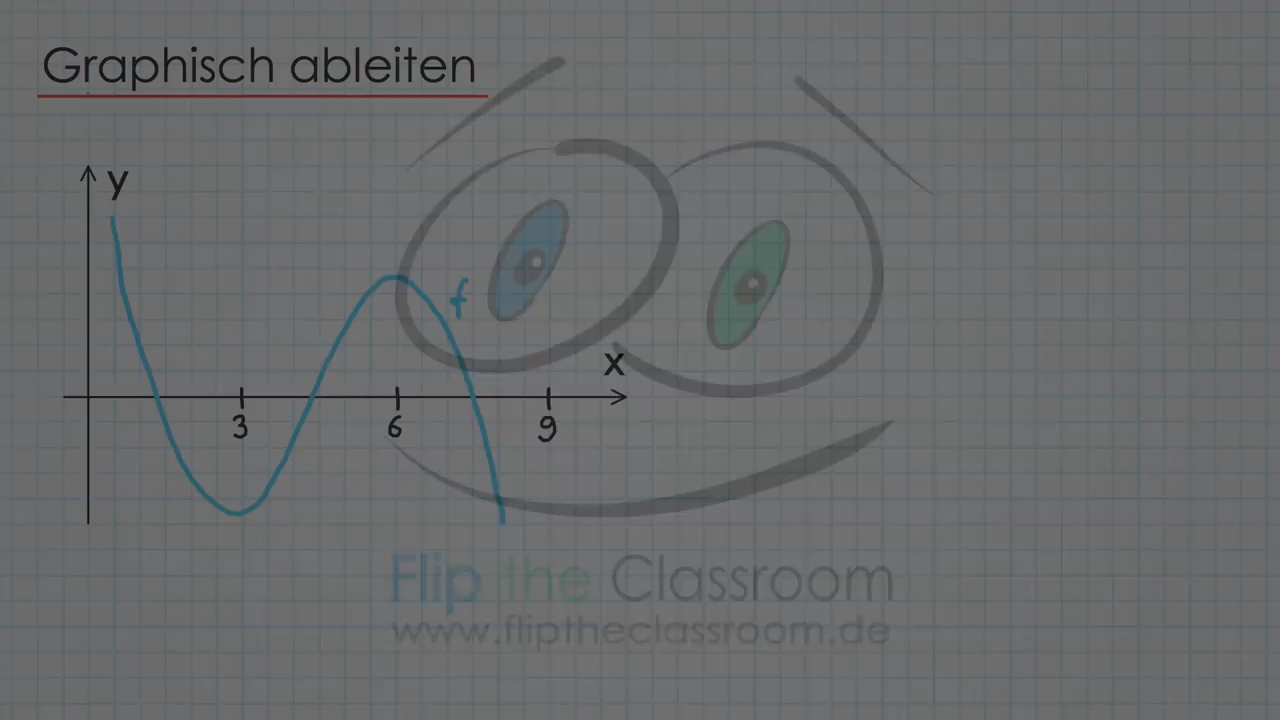 Graphisch ableiten
y
f
x
3 6 9
Flip the Classroom
www.fliptheclassroom.de